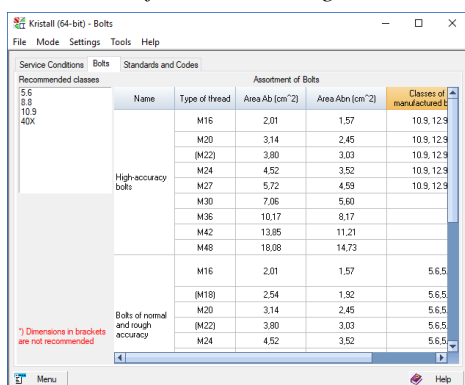 Kristall (64-bit) - Bolts
File Mode Settings Tools Help
Service Conditions Bolts Standards and Codes
Recommended classes
5.6
8.8
10.9
40X
*) Dimensions in brackets
are not recommended
Assortment of Bolts
Name Type of thread Area Ab (cm^2) Area Abn (cm^2) Classes of
manufactured b
High-accuracy
bolts
M16 2,01 1,57 10.9, 12.9
M20 3,14 2,45 10.9, 12.9
(M22) 3,80 3,03 10.9, 12.9
M24 4,52 3,52 10.9, 12.9
M27 5,72 4,59 10.9, 12.9
M30 7,06 5,60
M36 10,17 8,17
M42 13,85 11,21
M48 18,08 14,73
Bolts of normal
and rough
accuracy
M16 2,01 1,57 5.6,5.
(M18) 2,54 1,92 5.6,5.
M20 3,14 2,45 5.6,5.
(M22) 3,80 3,03 5.6,5.
M24 4,52 3,52 5.6,5.
Menu Help